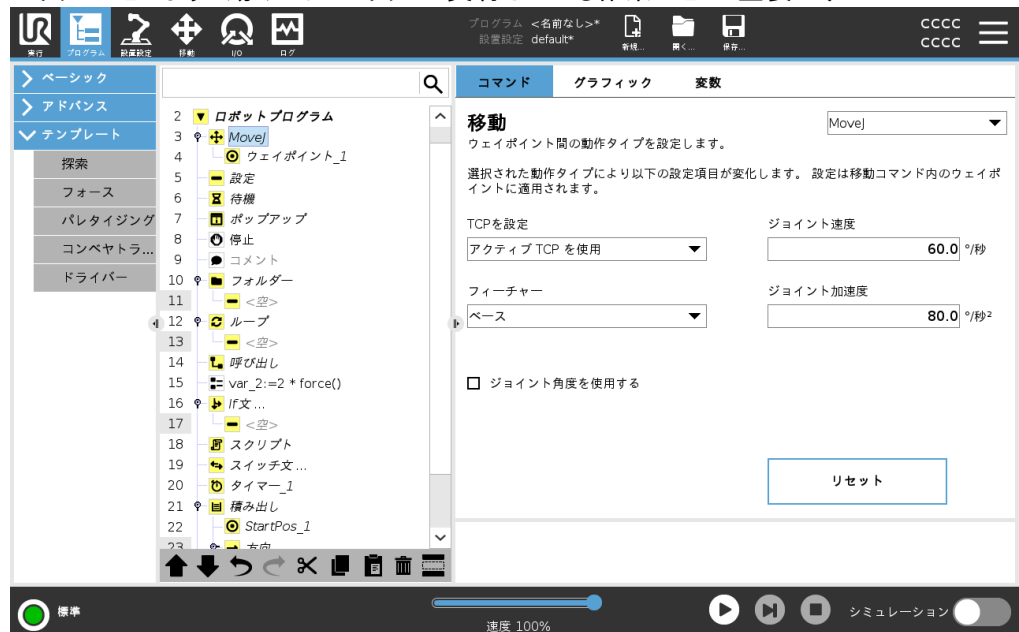 UR
実行
プログラム
設置設定
移動
I/O
ログ
プログラム <名前なし>*
設置設定 default*
新規...
開く...
保存...
CCCC
CCCC
ベーシック
アドバンス
テンプレート
探索
フォース
パレタイジング
コンベヤトラ...
ドライバー
2 ロボットプログラム
3 MoveJ
4 ウェイポイント_1
5 設定
6 待機
7 ポップアップ
8 停止
9 コメント
10 フォルダー
11 <空>
12 ループ
13 <空>
14 呼び出し
15 var_2:=2 * force()
16 If文...
17 <空>
18 スクリプト
19 スイッチ文...
20 タイマー_1
21 積み出し
22 StartPos_1
23 方向
コマンド グラフィック 変数
移動
MoveJ
ウェイポイント間の動作タイプを設定します。
選択された動作タイプにより以下の設定項目が変化します。 設定は移動コマンド内のウェイポ
イントに適用されます。
TCPを設定
ジョイント速度
アクティブ TCP を使用
60.0 °/秒
フィーチャー
ジョイント加速度
ベース
80.0 °/秒²
ジョイント角度を使用する
リセット
標準
速度 100%
シミュレーション